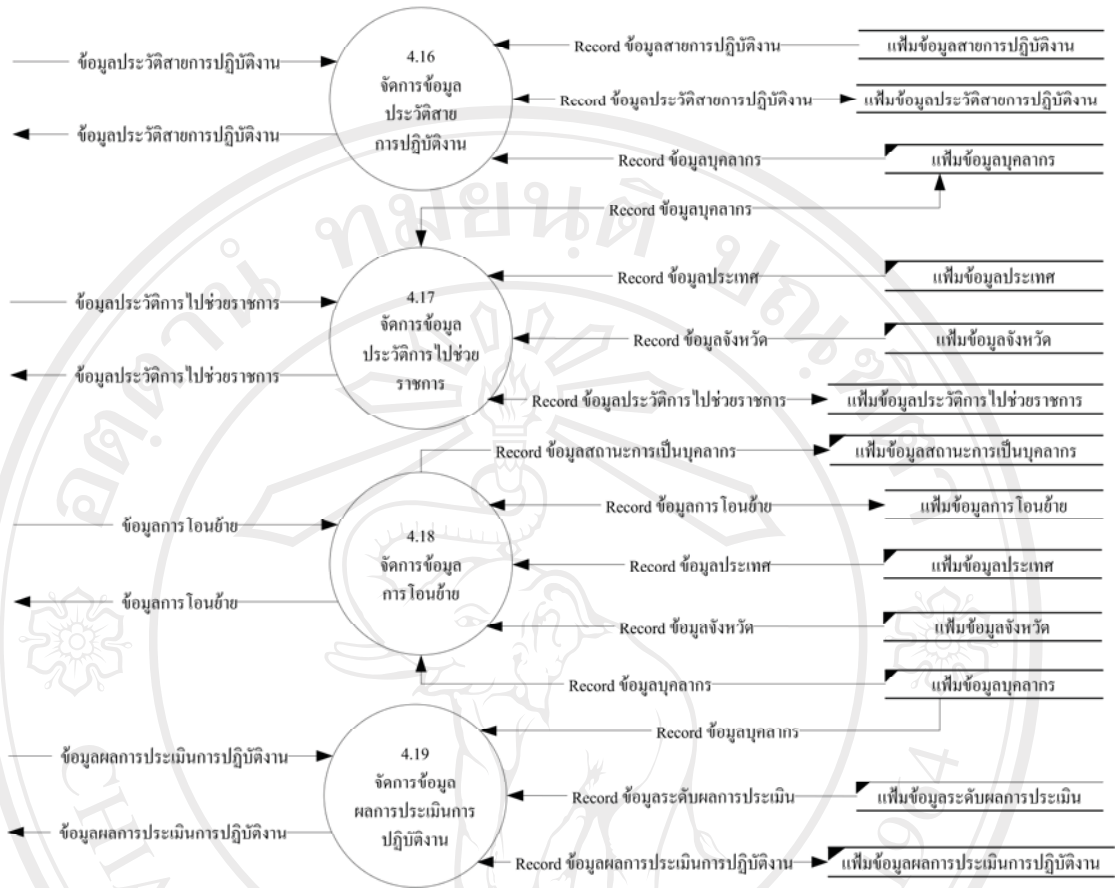 ข้อมูลประวัติสายการปฏิบัติงาน
ข้อมูลประวัติสายการปฏิบัติงาน
4.16
จัดการข้อมูล
ประวัติสาย
การปฏิบัติงาน
Record ข้อมูลสายการปฏิบัติงาน
แฟ้มข้อมูลสายการปฏิบัติงาน
Record ข้อมูลประวัติสายการปฏิบัติงาน
แฟ้มข้อมูลประวัติสายการปฏิบัติงาน
Record ข้อมูลบุคลากร
แฟ้มข้อมูลบุคลากร
Record ข้อมูลบุคลากร
ข้อมูลประวัติการไปช่วยราชการ
ข้อมูลประวัติการไปช่วยราชการ
4.17
จัดการข้อมูล
ประวัติการไปช่วย
ราชการ
Record ข้อมูลประเทศ
แฟ้มข้อมูลประเทศ
Record ข้อมูลจังหวัด
แฟ้มข้อมูลจังหวัด
Record ข้อมูลประวัติการไปช่วยราชการ
แฟ้มข้อมูลประวัติการไปช่วยราชการ
Record ข้อมูลสถานะการเป็นบุคลากร
แฟ้มข้อมูลสถานะการเป็นบุคลากร
ข้อมูลการโอนย้าย
ข้อมูลการโอนย้าย
4.18
จัดการข้อมูล
การโอนย้าย
Record ข้อมูลการโอนย้าย
แฟ้มข้อมูลการโอนย้าย
Record ข้อมูลประเทศ
แฟ้มข้อมูลประเทศ
Record ข้อมูลจังหวัด
แฟ้มข้อมูลจังหวัด
Record ข้อมูลบุคลากร
แฟ้มข้อมูลบุคลากร
Record ข้อมูลบุคลากร
ข้อมูลผลการประเมินการปฏิบัติงาน
ข้อมูลผลการประเมินการปฏิบัติงาน
4.19
จัดการข้อมูล
ผลการประเมินการ
ปฏิบัติงาน
Record ข้อมูลระดับผลการประเมิน
แฟ้มข้อมูลระดับผลการประเมิน
Record ข้อมูลผลการประเมินการปฏิบัติงาน
แฟ้มข้อมูลผลการประเมินการปฏิบัติงาน